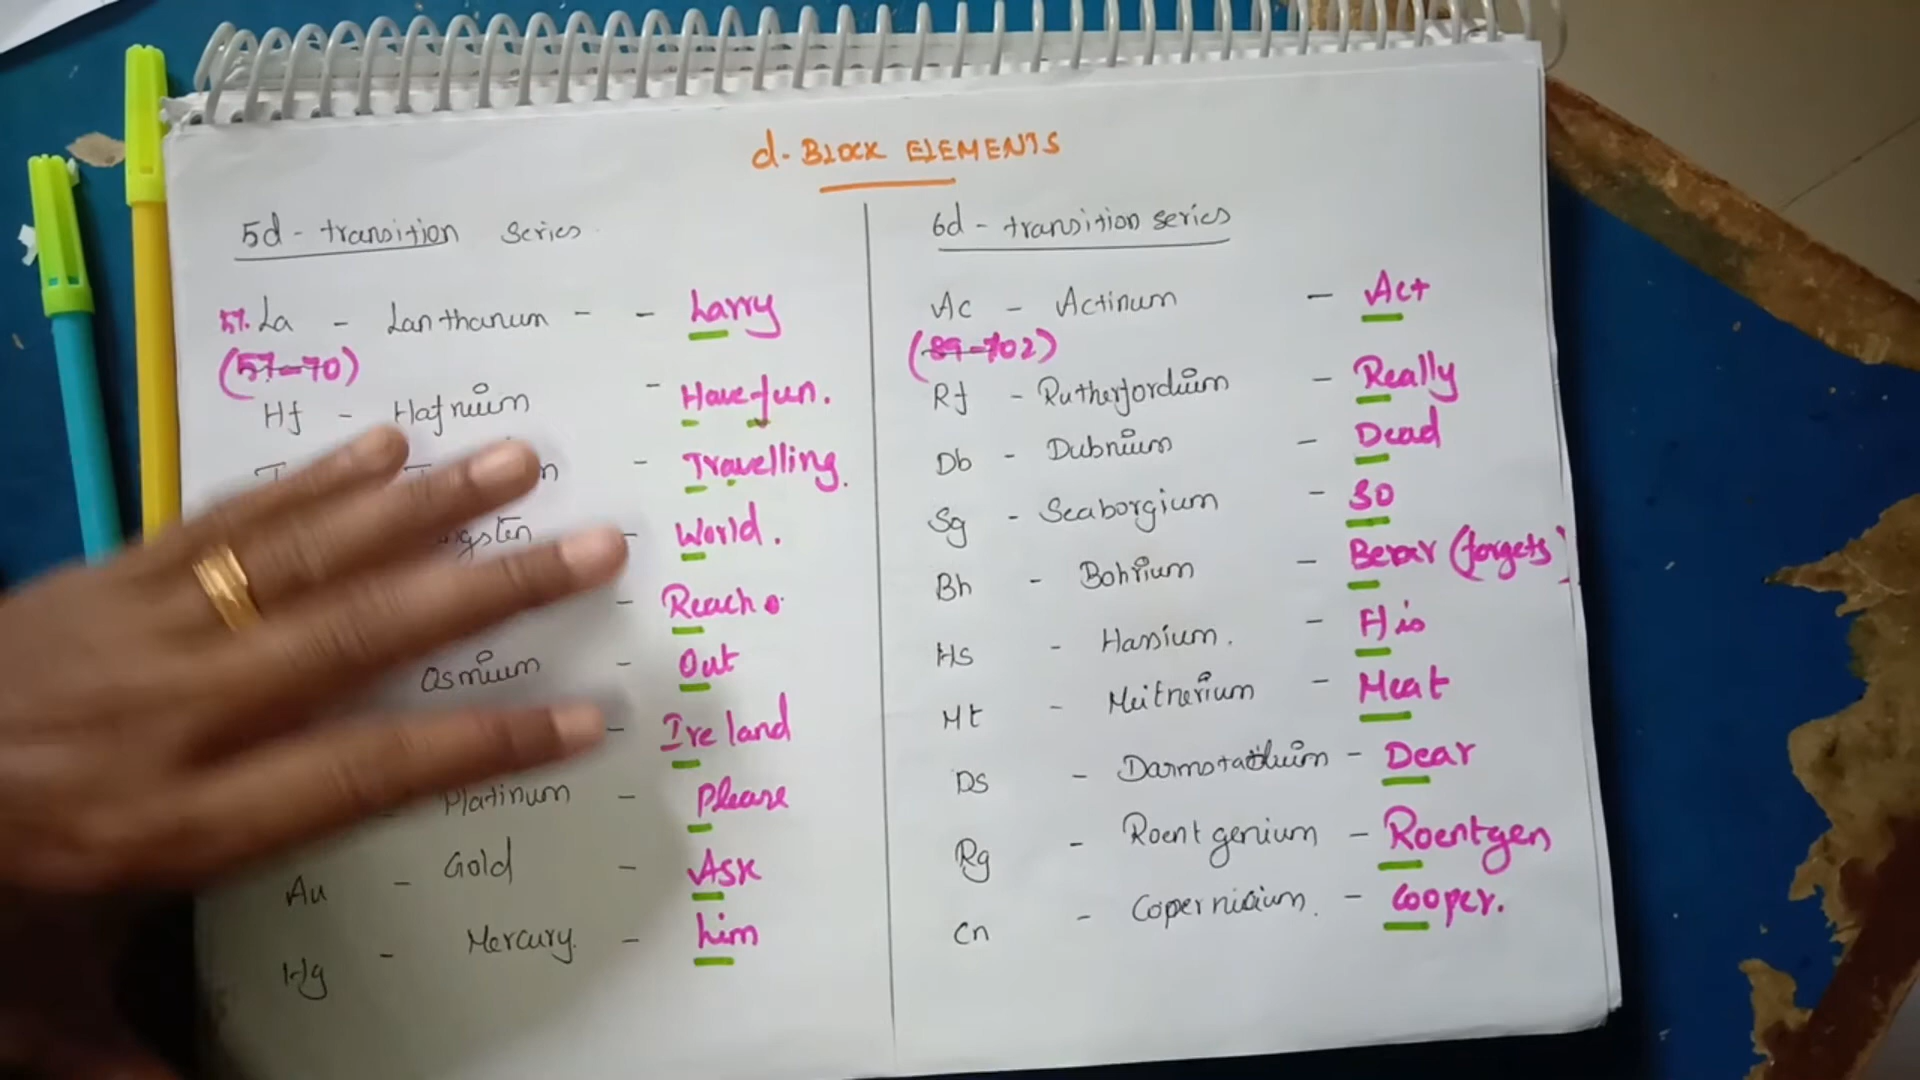 d-BLOCK ELEMENTS
5d - transition series
57. La - Lanthanum - - Larry
(57-70)
Hf - Hafnium - Have fun.
- Travelling.
- World.
- Reach
Osmium - Out
- Ireland
Platinum - Please
Au - Gold - Ask
Hg - Mercury. - him
6d - transition series
Ac - Actinum - Act
(89-102)
Rf - Rutherfordium - Really
Db - Dubnium - Dead
Sg - Seaborgium - So
Bh - Bohrium - (forgets)
Hs - Hassium. - His
Mt - Meitnerium - Meat
Ds - - Dear
Rg - Roentgenium - Roentgen
Cn - Copernicium. - Cooper.